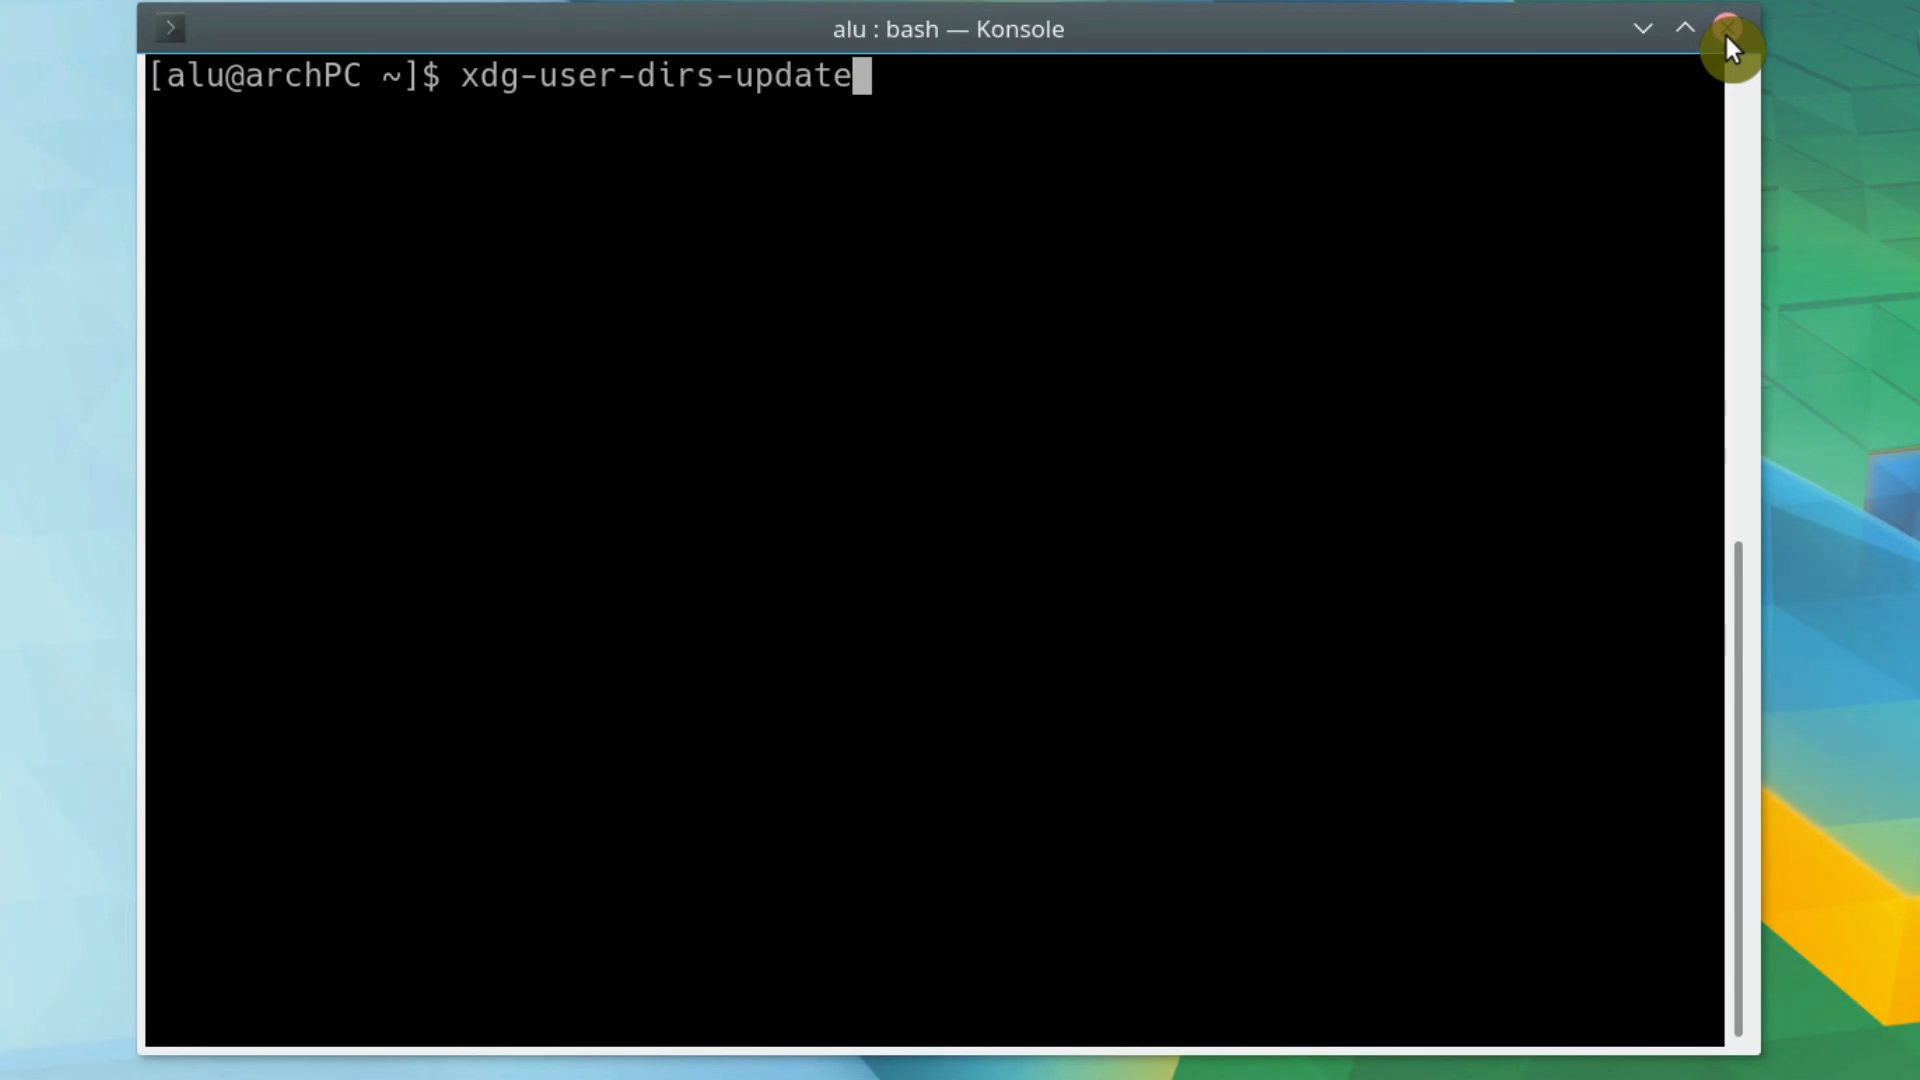 alu : bash — Konsole
[alu@archPC ~]$ xdg-user-dirs-update